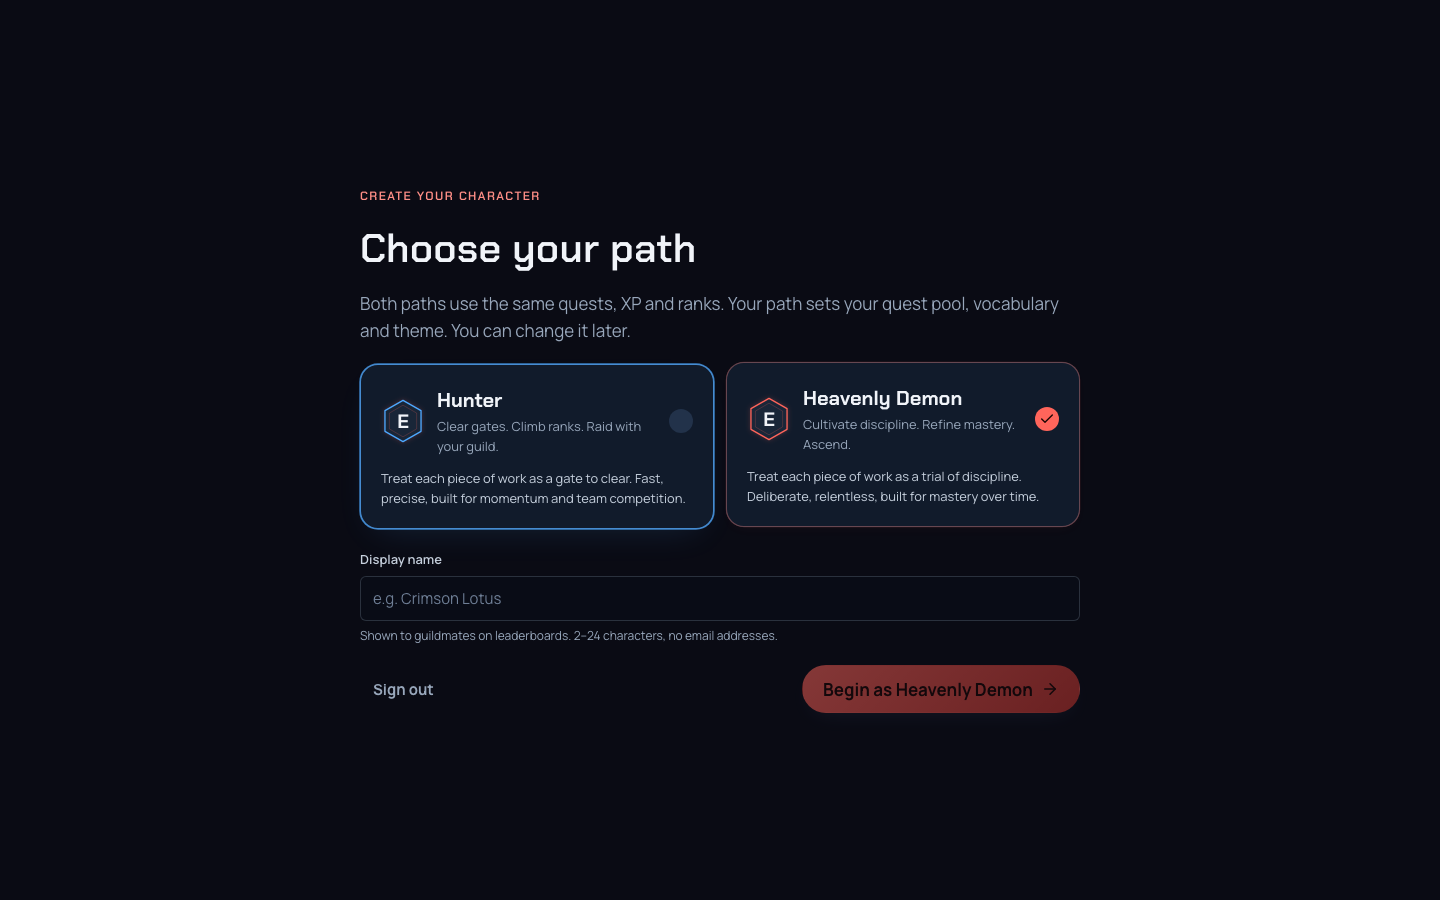 CREATE YOUR CHARACTER
Choose your path
Both paths use the same quests, XP and ranks. Your path sets your quest pool, vocabulary
and theme. You can change it later.
E
Hunter
Clear gates. Climb ranks. Raid with
your guild.
Treat each piece of work as a gate to clear. Fast,
precise, built for momentum and team competition.
E
Heavenly Demon
Cultivate discipline. Refine mastery.
Ascend.
Treat each piece of work as a trial of discipline.
Deliberate, relentless, built for mastery over time.
Display name
e.g. Crimson Lotus
Shown to guildmates on leaderboards. 2–24 characters, no email addresses.
Sign out
Begin as Heavenly Demon